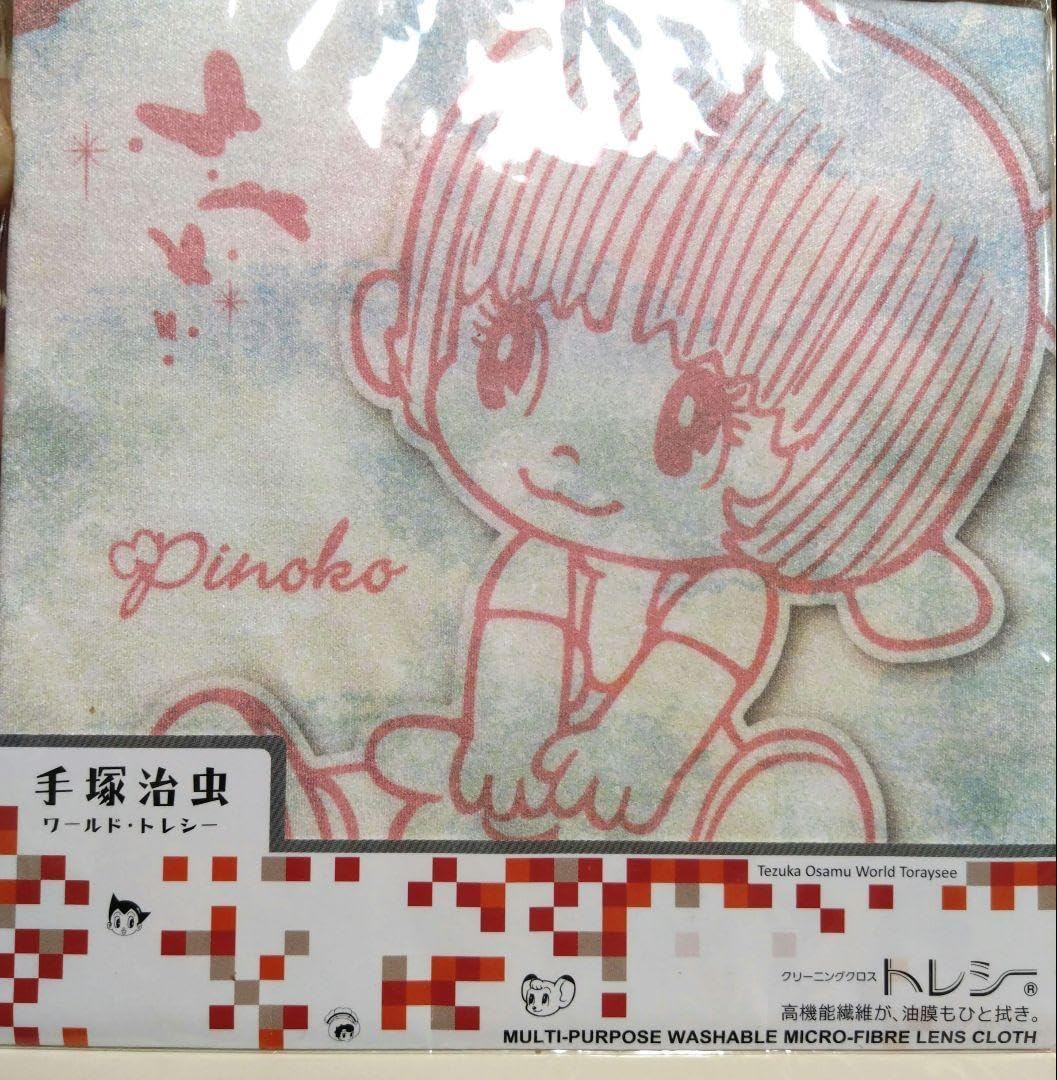 Pinoko
手塚治虫
ワールド・トレシー
Tezuka Osamu World Toraysee
クリーニングクロス トレシー®
高機能繊維が、油膜もひと拭き。
MULTI-PURPOSE WASHABLE MICRO-FIBRE LENS CLOTH